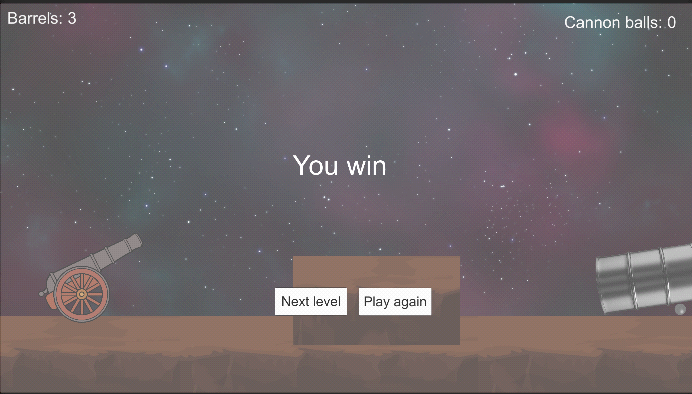 Barrels: 3
Cannon balls: 0
You win
Next level
Play again